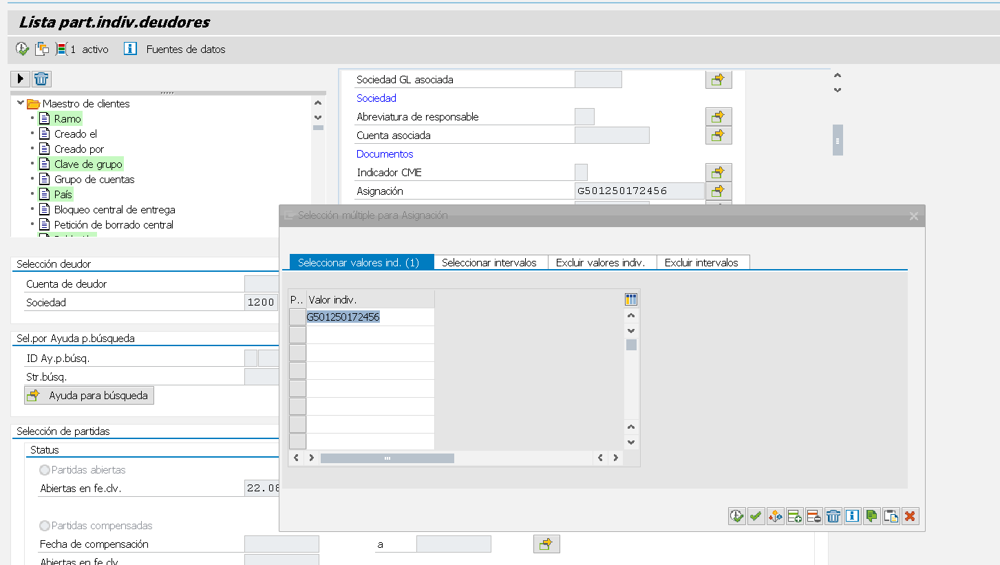 Lista part.indiv.deudores
1 activo Fuentes de datos
Maestro de clientes
Ramo
Creado el
Creado por
Clave de grupo
Grupo de cuentas
País
Bloqueo central de entrega
Petición de borrado central
Sociedad GL asociada
Sociedad
Abreviatura de responsable
Cuenta asociada
Documentos
Indicador CME
Asignación G501250172456
Selección deudor
Cuenta de deudor
Sociedad 1200
Sel.por Ayuda p.búsqueda
ID Ay.p.búsq.
Str.búsq.
Ayuda para búsqueda
Selección de partidas
Status
Partidas abiertas
Abiertas en fe.clv. 22.08
Partidas compensadas
Fecha de compensación a
Abiertas en fe.clv.
Selección múltiple para Asignación
Seleccionar valores ind. (1) Seleccionar intervalos Excluir valores indiv. Excluir intervalos
P.. Valor indiv.
G501250172456